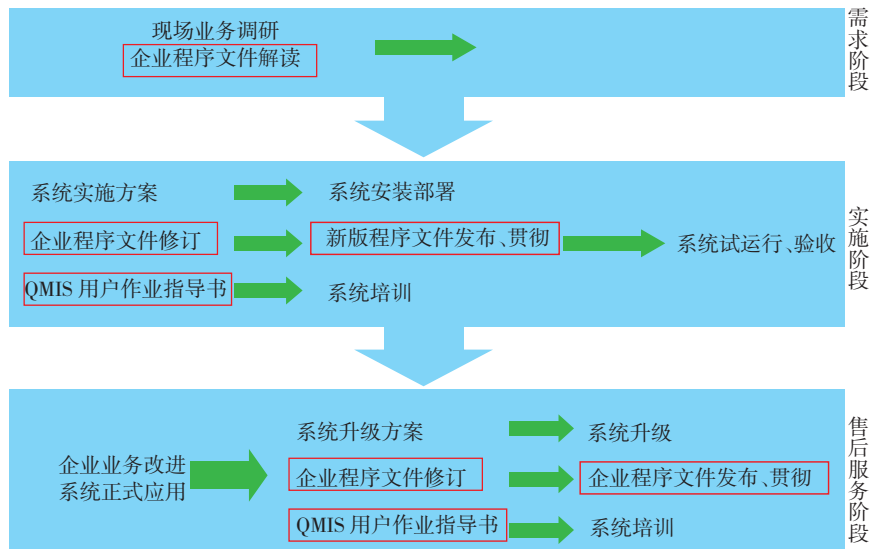 现场业务调研
企业程序文件解读
需求阶段
系统实施方案
系统安装部署
企业程序文件修订
新版程序文件发布、贯彻
系统试运行、验收
QMIS 用户作业指导书
系统培训
实施阶段
企业业务改进
系统正式应用
系统升级方案
系统升级
企业程序文件修订
企业程序文件发布、贯彻
QMIS 用户作业指导书
系统培训
售后服务阶段